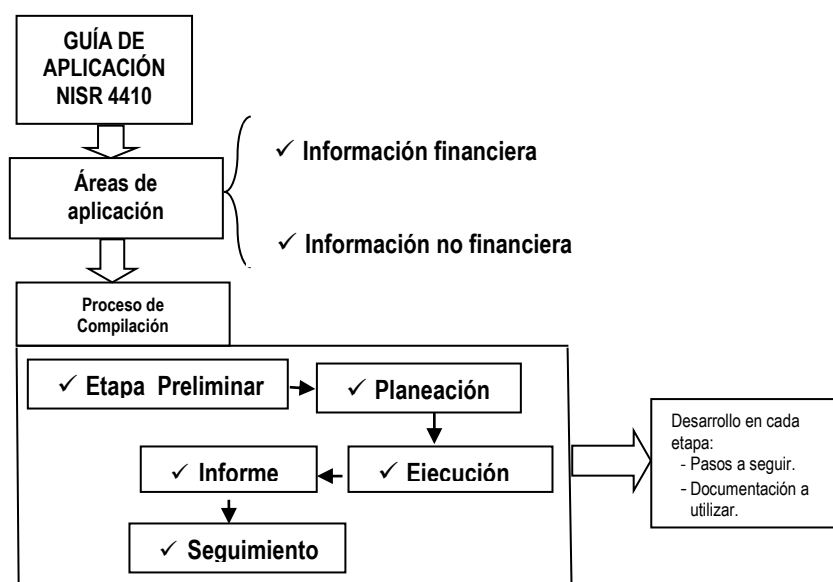 GUÍA DE
APLICACIÓN
NISR 4410
✓ Información financiera
Áreas de
aplicación
✓ Información no financiera
Proceso de
Compilación
✓ Etapa Preliminar
✓ Planeación
✓ Ejecución
✓ Informe
✓ Seguimiento
Desarrollo en cada
etapa:
- Pasos a seguir.
- Documentación a
utilizar.